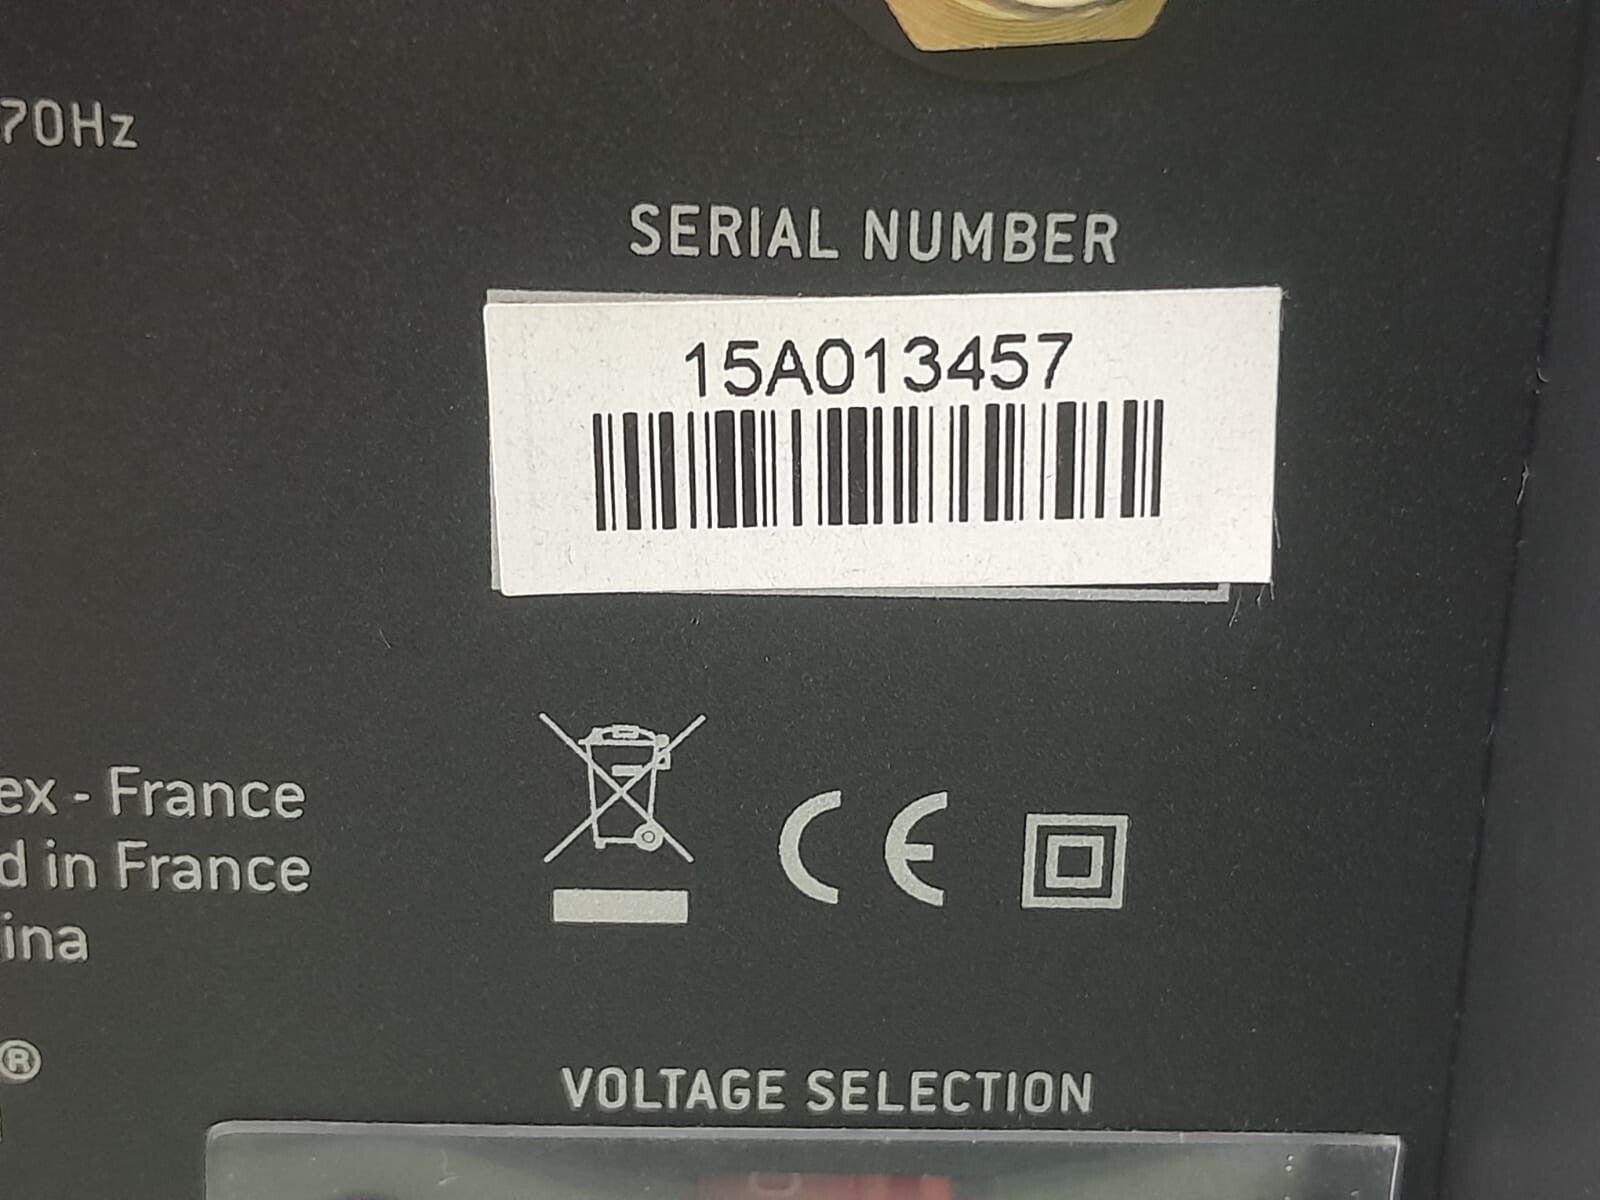 70Hz
SERIAL NUMBER
15A013457
ex - France
d in France
ina
®
CE
VOLTAGE SELECTION